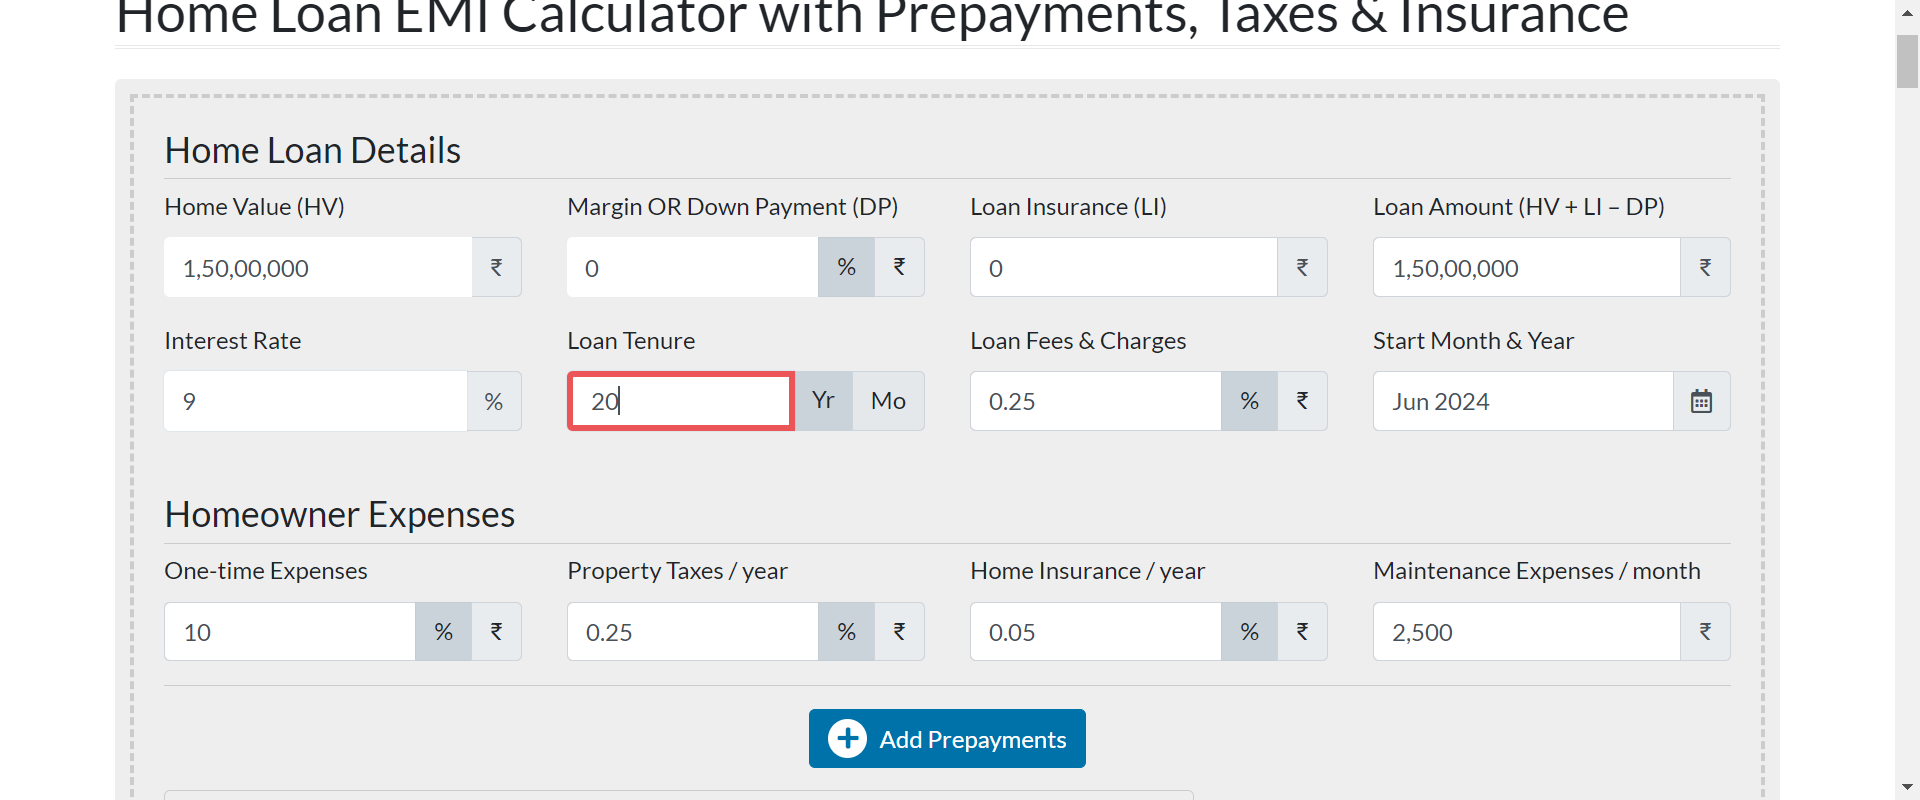 Home Loan EMI Calculator with Prepayments, Taxes & Insurance
Home Loan Details
Home Value (HV) Margin OR Down Payment (DP) Loan Insurance (LI) Loan Amount (HV + LI – DP)
1,50,00,000 ₹ 0 % ₹ 0 ₹ 1,50,00,000 ₹
Interest Rate Loan Tenure Loan Fees & Charges Start Month & Year
9 % 20 Yr Mo 0.25 % ₹ Jun 2024
Homeowner Expenses
One-time Expenses Property Taxes / year Home Insurance / year Maintenance Expenses / month
10 % ₹ 0.25 % ₹ 0.05 % ₹ 2,500 ₹
Add Prepayments